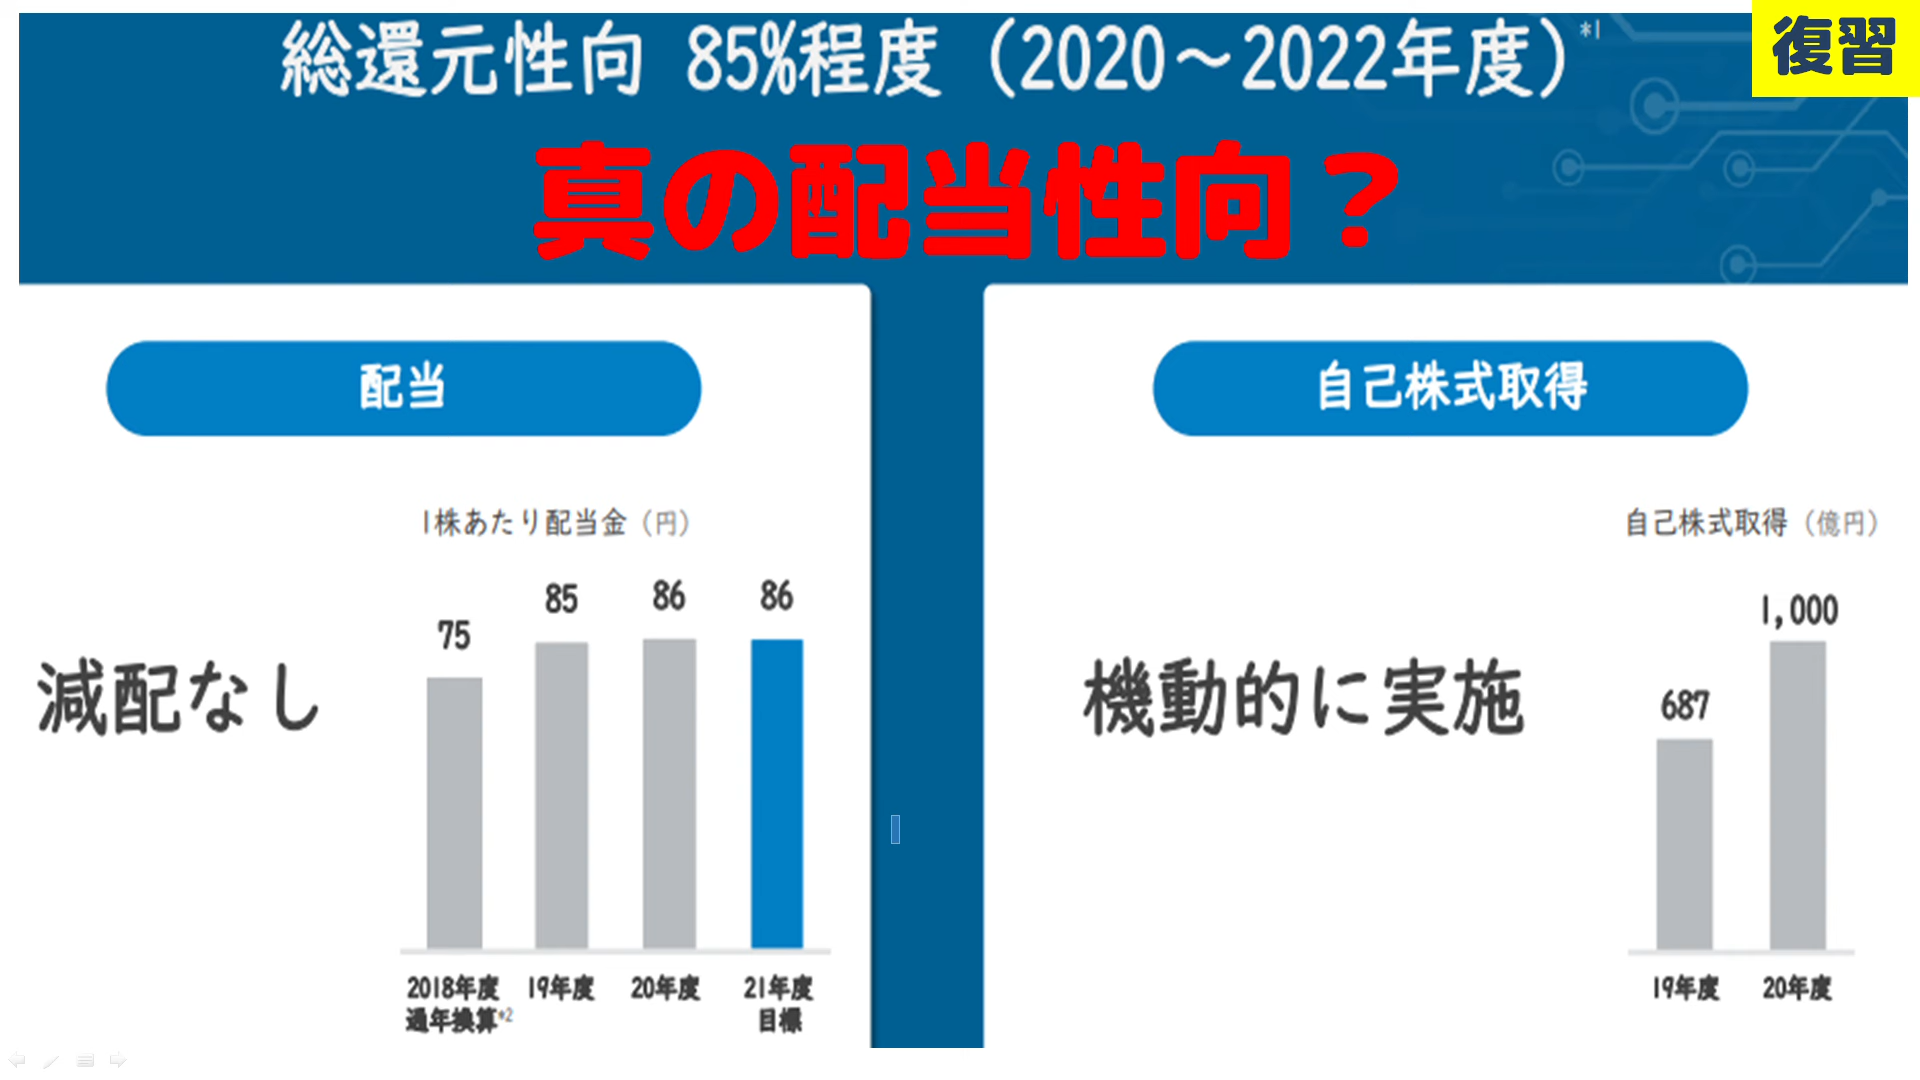 総還元性向 85%程度（2020～2022年度）*1
復習
真の配当性向？
配当
1株あたり配当金（円）
減配なし
75
85
86
86
2018年度
通年換算*2
19年度
20年度
21年度
目標
自己株式取得
自己株式取得（億円）
機動的に実施
687
1,000
19年度
20年度